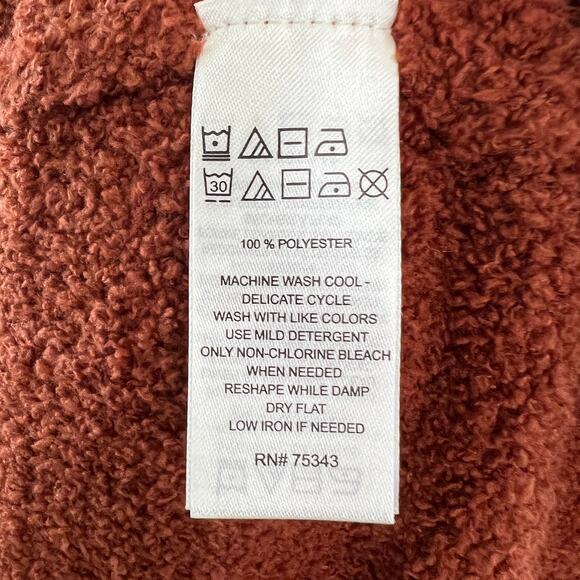 30
100 % POLYESTER
MACHINE WASH COOL -
DELICATE CYCLE
WASH WITH LIKE COLORS
USE MILD DETERGENT
ONLY NON-CHLORINE BLEACH
WHEN NEEDED
RESHAPE WHILE DAMP
DRY FLAT
LOW IRON IF NEEDED
RN# 75343